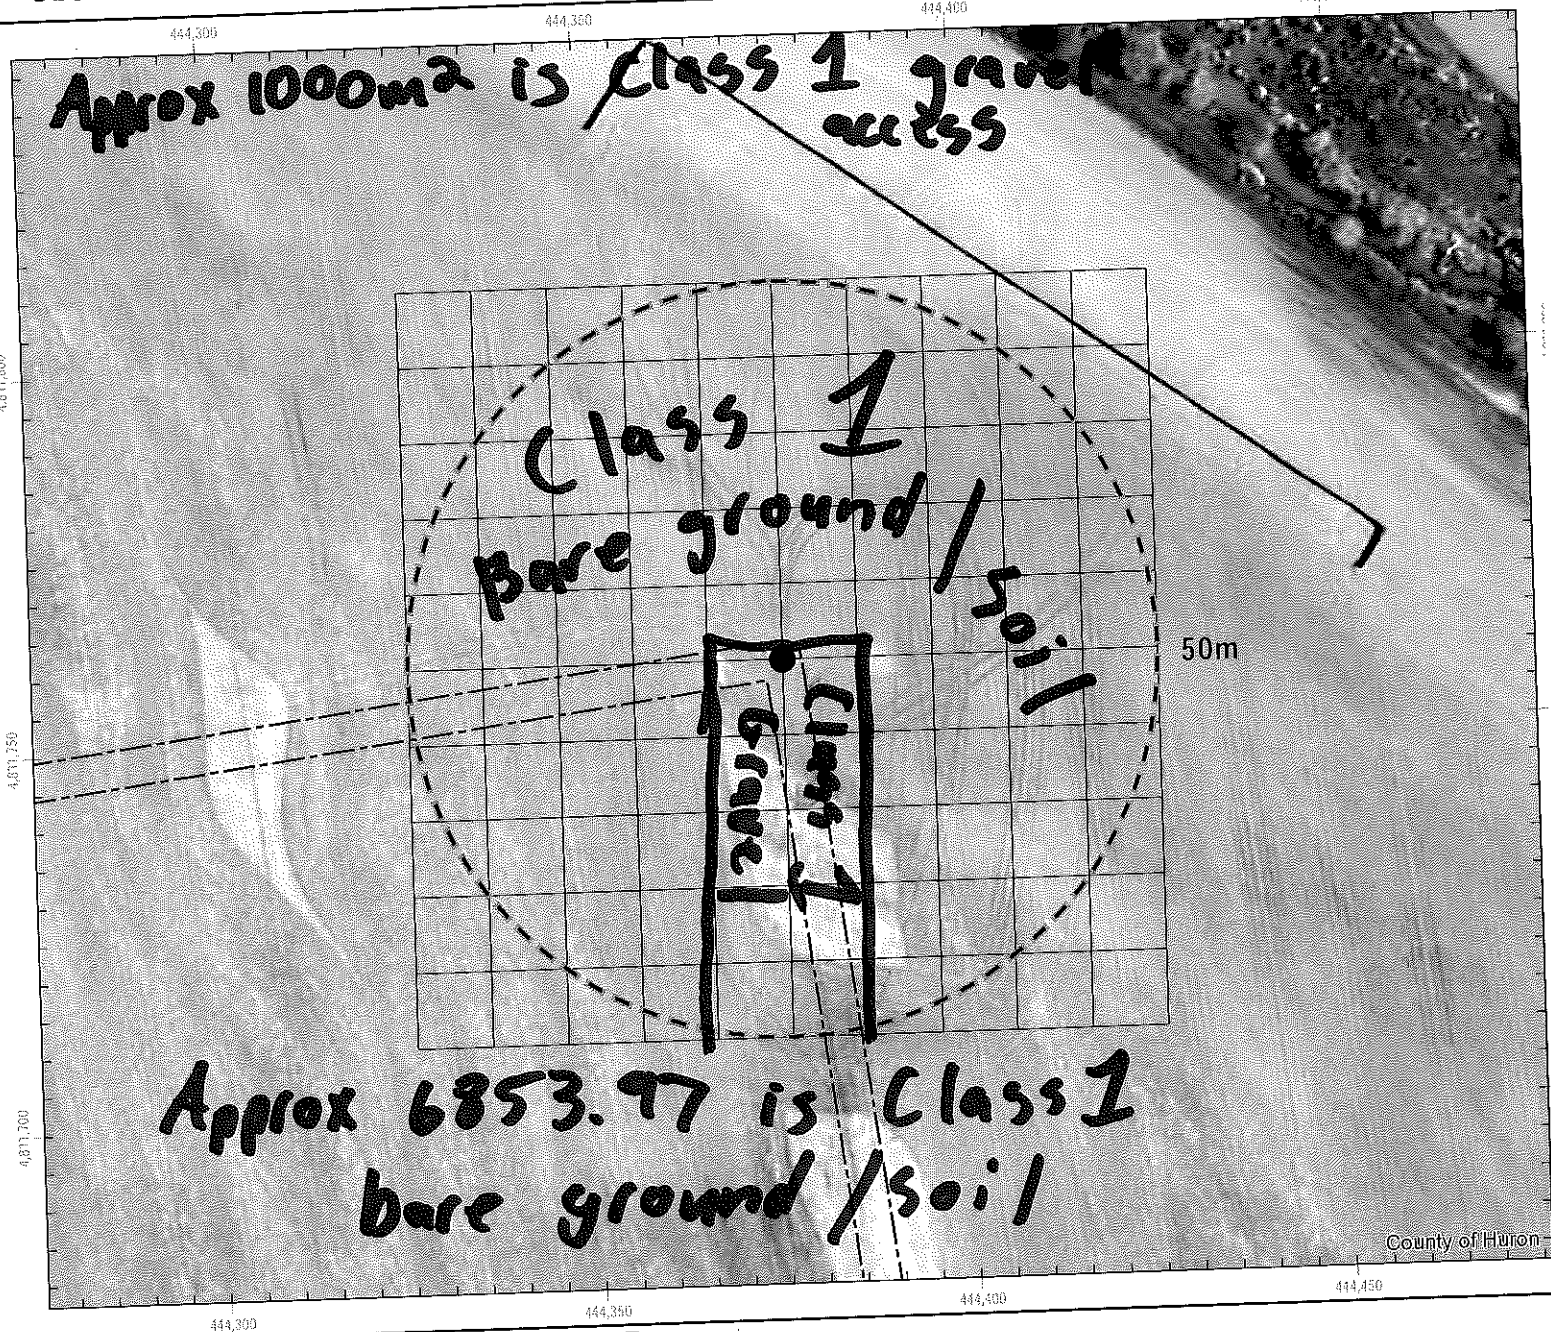 444,300 444,350 444,400
Approx 1000m² is Class 1 gravel
access
Class 1
Bare ground/
soil
50m
Class 1
Gravel
4,811,750
Approx 6853.97 is Class 1
4,811,700
bare ground/soil
County of Huron
444,300 444,350 444,400 444,450